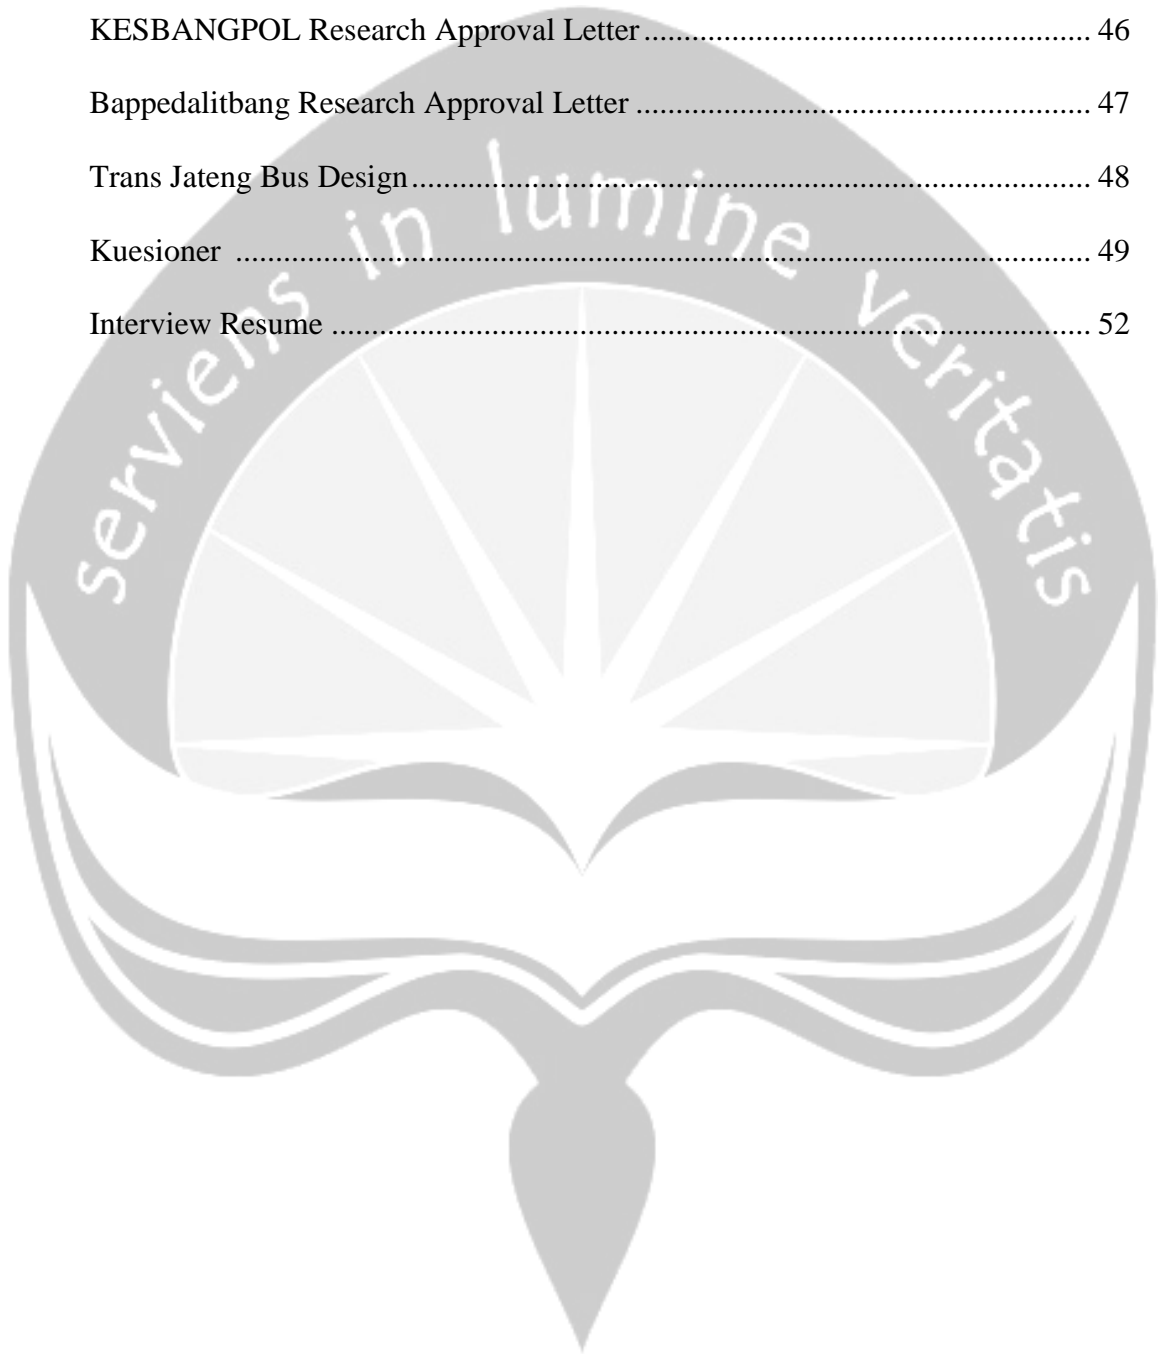 KESBANGPOL Research Approval Letter ........................................................ 46
Bappedalitbang Research Approval Letter ......................................................... 47
Trans Jateng Bus Design..................................................................................... 48
Kuesioner ........................................................................................................... 49
Interview Resume ............................................................................................... 52
serviens in lumine veritatis